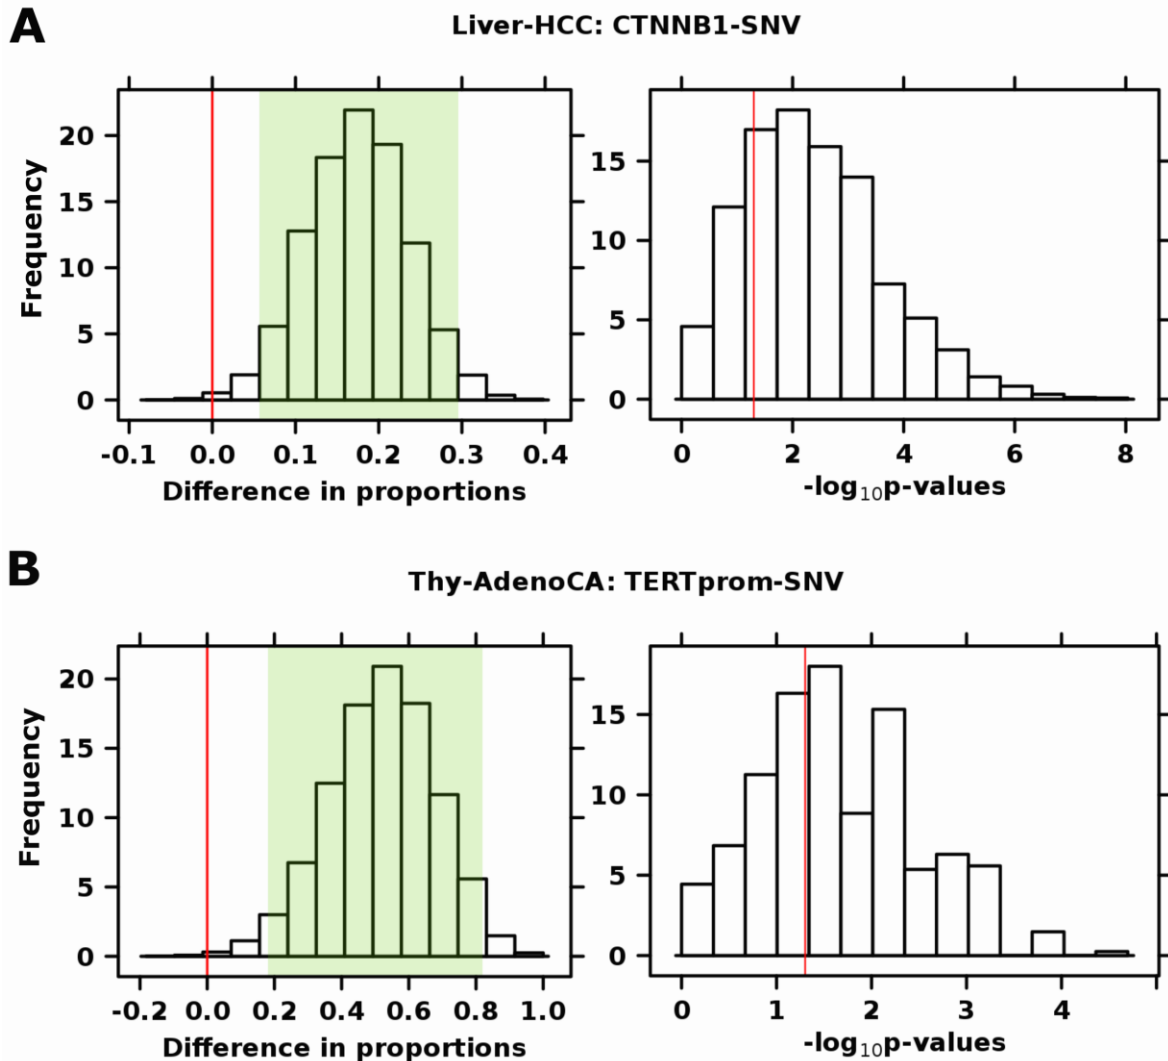 A
Liver-HCC: CTNNB1-SNV
Frequency
20
15
10
5
0
-0.1 0.0 0.1 0.2 0.3 0.4
Difference in proportions
15
10
5
0
0 2 4 6 8
-log₁₀p-values
B
Thy-AdenoCA: TERTprom-SNV
Frequency
20
15
10
5
0
-0.2 0.0 0.2 0.4 0.6 0.8 1.0
Difference in proportions
15
10
5
0
0 1 2 3 4
-log₁₀p-values